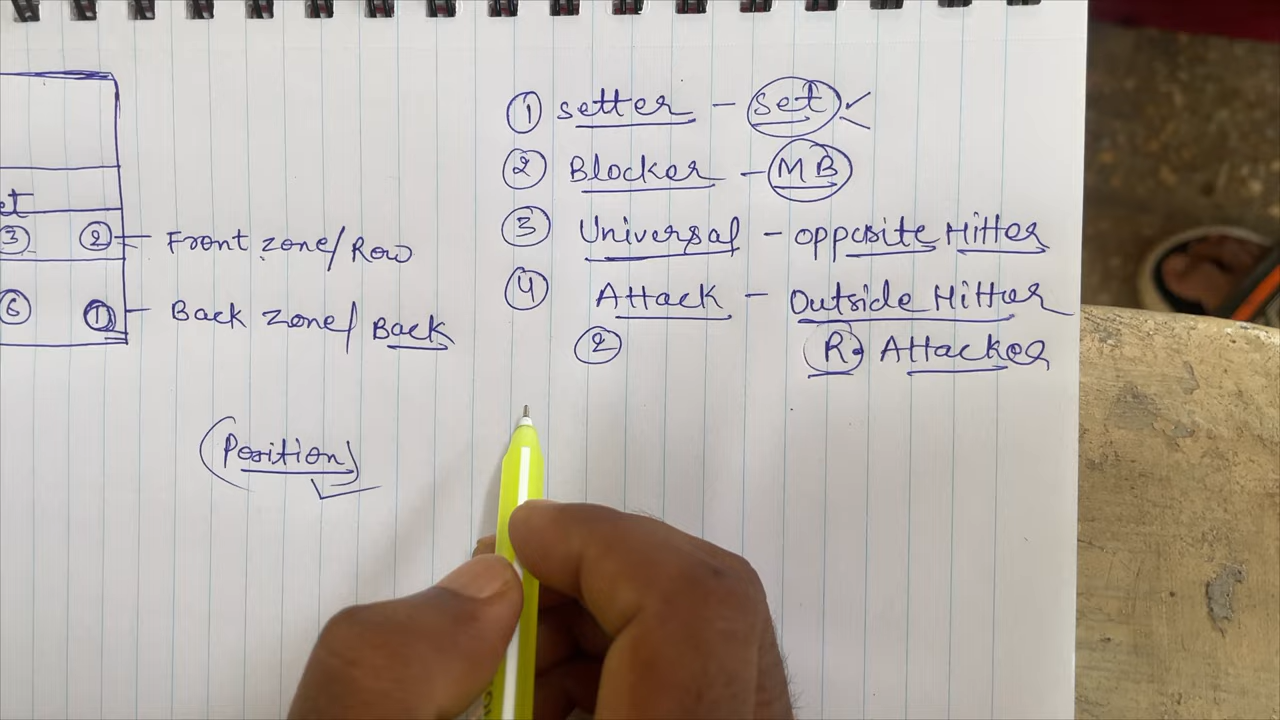 et
3 2 Front zone/Row
6 1 Back zone/Back
(Position)
1 Setter - Set
2 Blocker - MB
3 Universal - opposite Hitter
4 Attack - Outside Hitter
2 R. Attacker